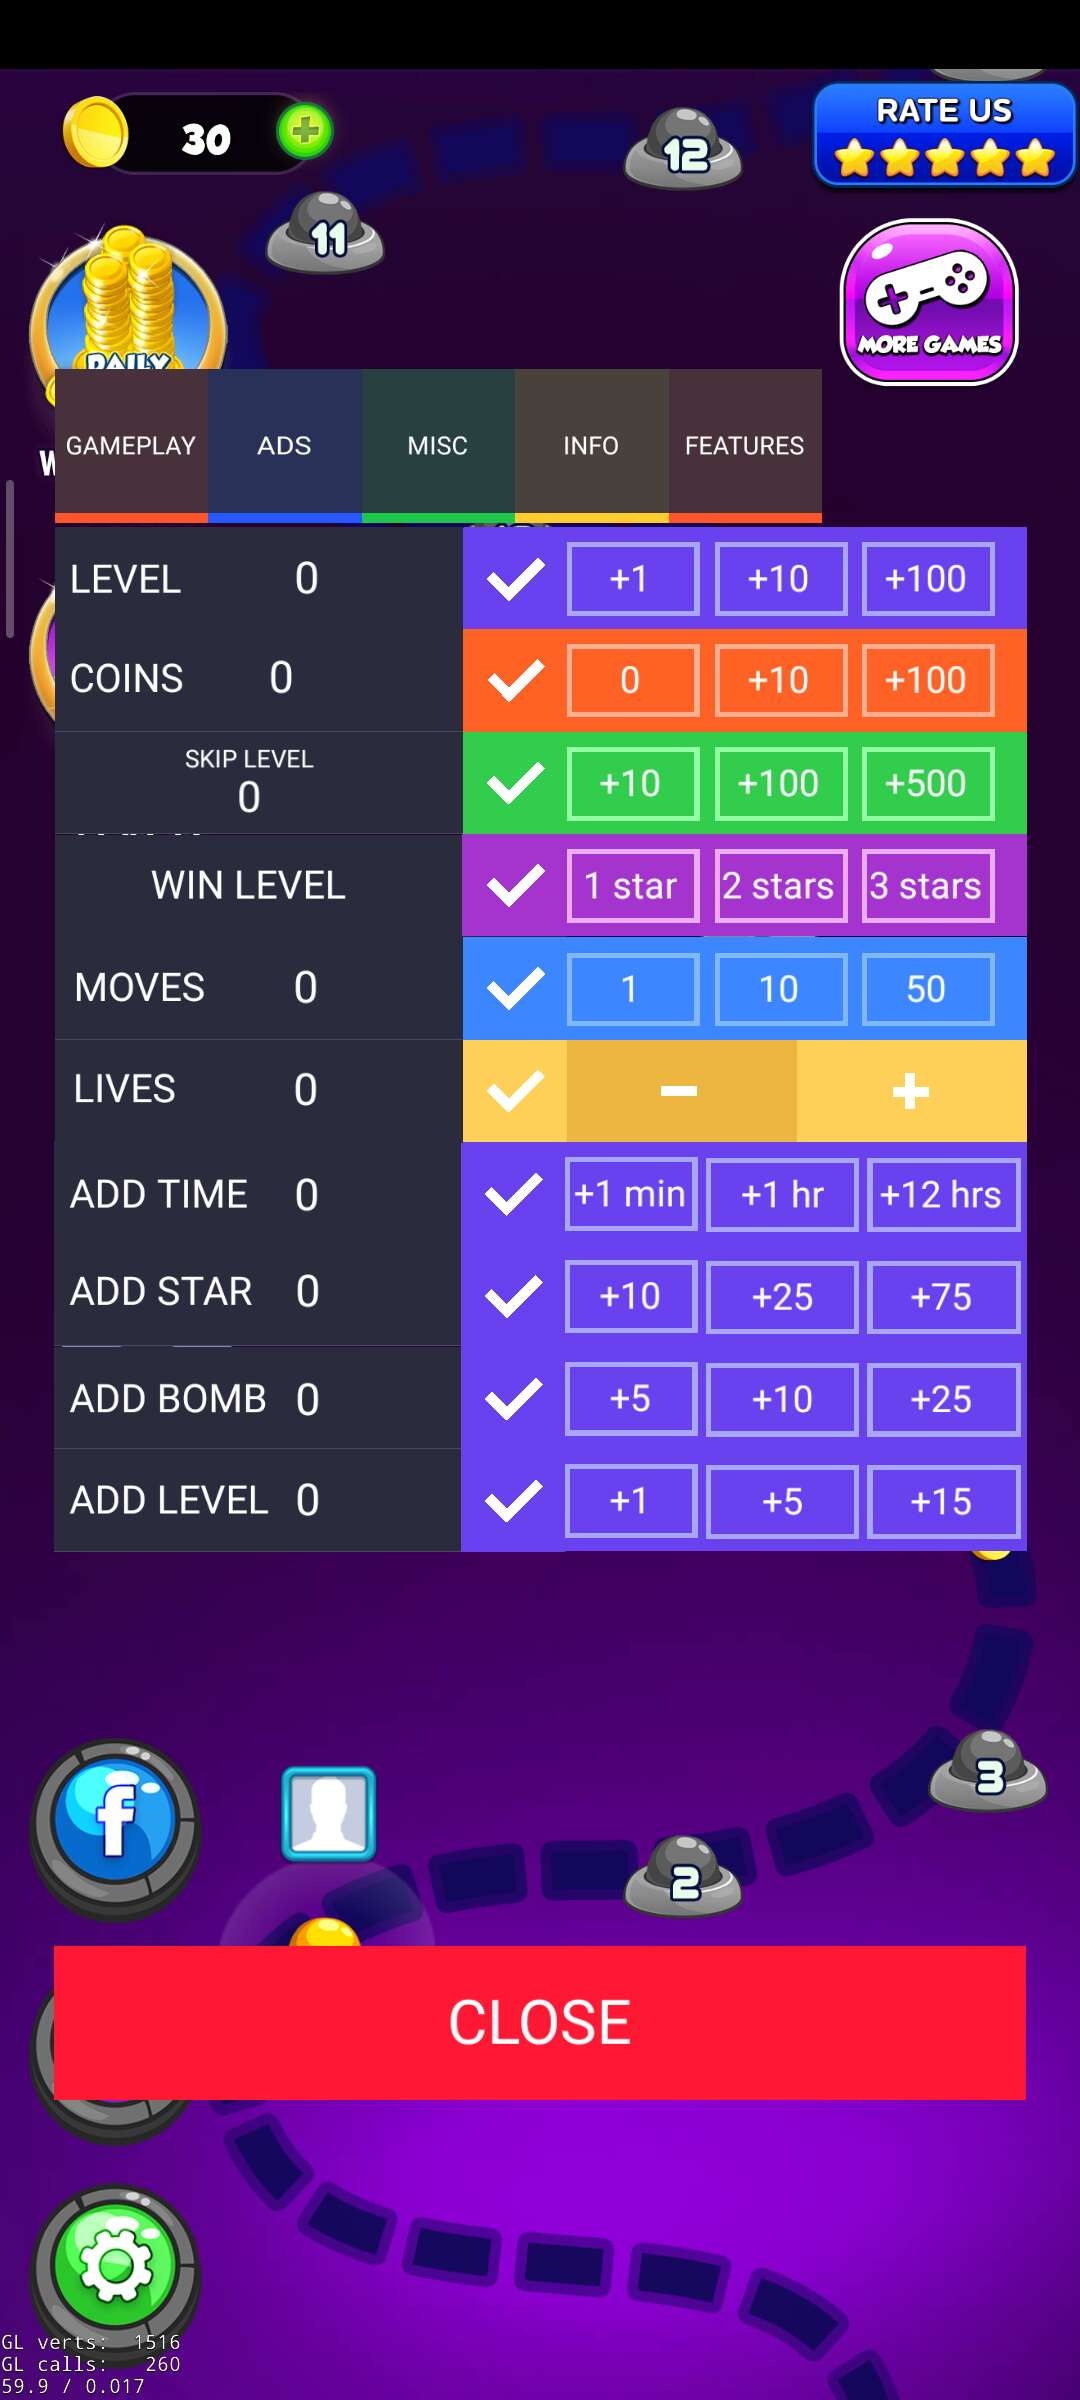 30
12
RATE US
11
MORE GAMES
DAILY
W
GAMEPLAY ADS MISC INFO FEATURES
LEVEL 0 +1 +10 +100
COINS 0 0 +10 +100
SKIP LEVEL
0 +10 +100 +500
WIN LEVEL 1 star 2 stars 3 stars
MOVES 0 1 10 50
LIVES 0 - +
ADD TIME 0 +1 min +1 hr +12 hrs
ADD STAR 0 +10 +25 +75
ADD BOMB 0 +5 +10 +25
ADD LEVEL 0 +1 +5 +15
3
f
2
CLOSE
GL verts: 1516
GL calls: 260
59.9 / 0.017